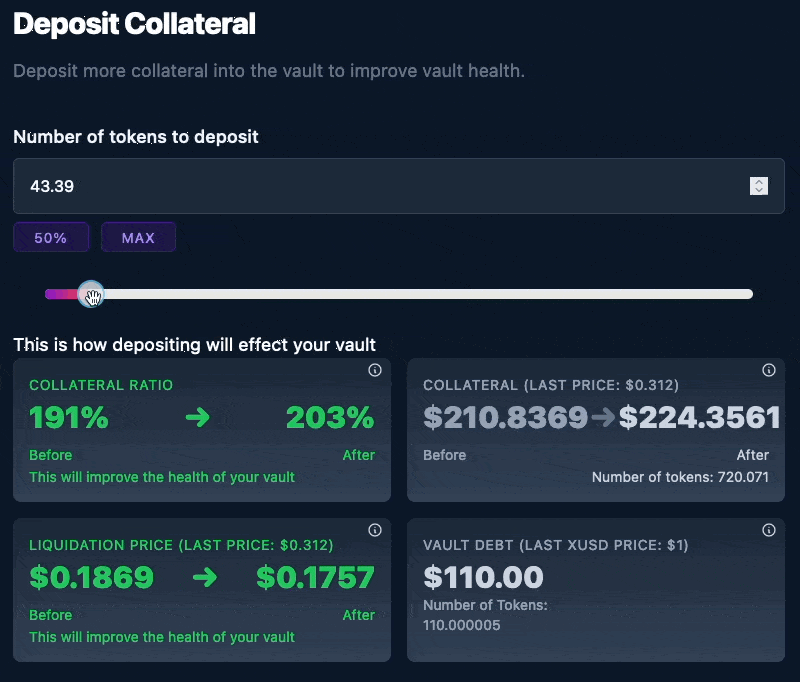 Deposit Collateral
Deposit more collateral into the vault to improve vault health.
Number of tokens to deposit
43.39
50%
MAX
This is how depositing will effect your vault
COLLATERAL RATIO
191% → 203%
Before After
This will improve the health of your vault
COLLATERAL (LAST PRICE: $0.312)
$210.8369→$224.3561
Before After
Number of tokens: 720.071
LIQUIDATION PRICE (LAST PRICE: $0.312)
$0.1869 → $0.1757
Before After
This will improve the health of your vault
VAULT DEBT (LAST XUSD PRICE: $1)
$110.00
Number of Tokens:
110.000005